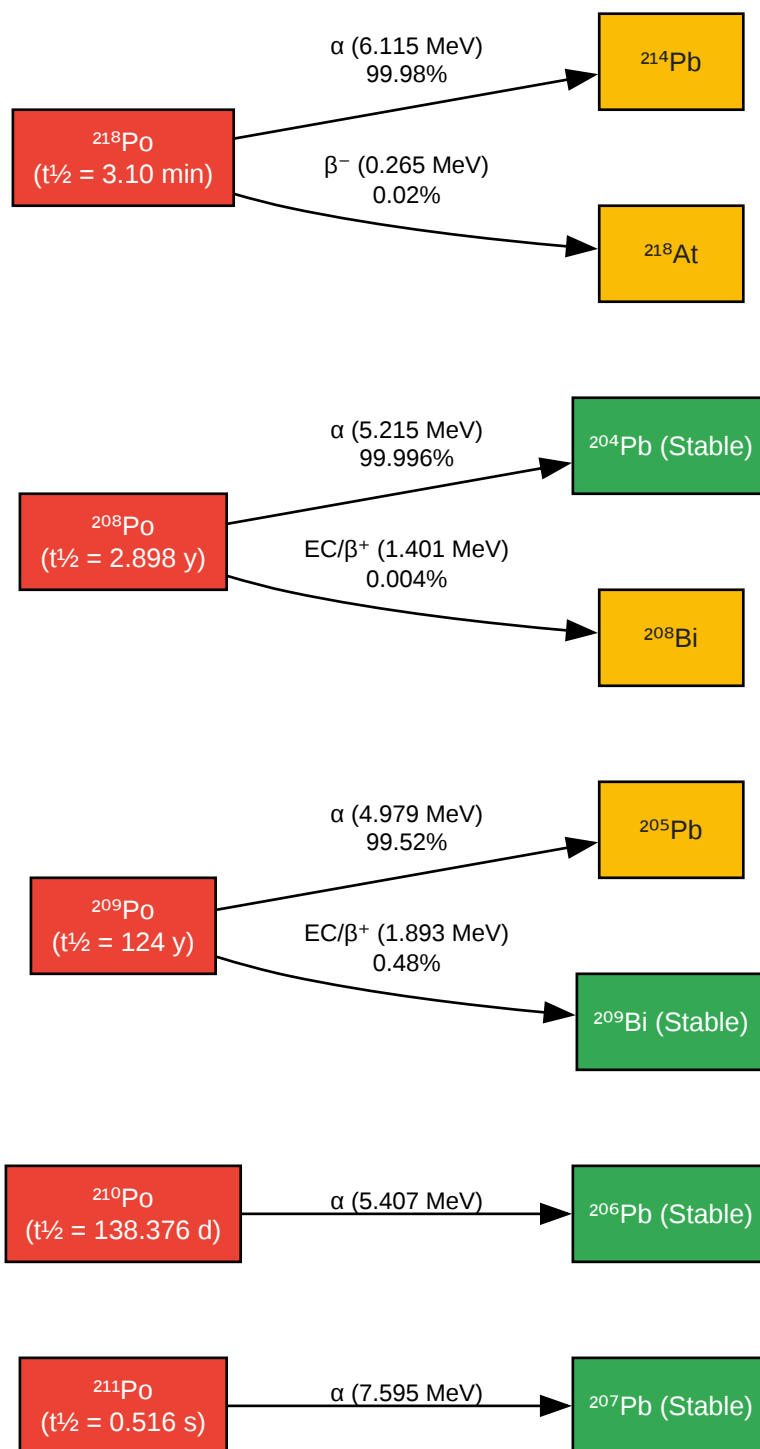 α (6.115 MeV)
99.98%
²¹⁴Pb
²¹⁸Po
(t½ = 3.10 min)
β⁻ (0.265 MeV)
0.02%
²¹⁸At
α (5.215 MeV)
99.996%
²⁰⁴Pb (Stable)
²⁰⁸Po
(t½ = 2.898 y)
EC/β⁺ (1.401 MeV)
0.004%
²⁰⁸Bi
α (4.979 MeV)
99.52%
²⁰⁵Pb
²⁰⁹Po
(t½ = 124 y)
EC/β⁺ (1.893 MeV)
0.48%
²⁰⁹Bi (Stable)
²¹⁰Po
(t½ = 138.376 d)
α (5.407 MeV)
²⁰⁶Pb (Stable)
²¹¹Po
(t½ = 0.516 s)
α (7.595 MeV)
²⁰⁷Pb (Stable)